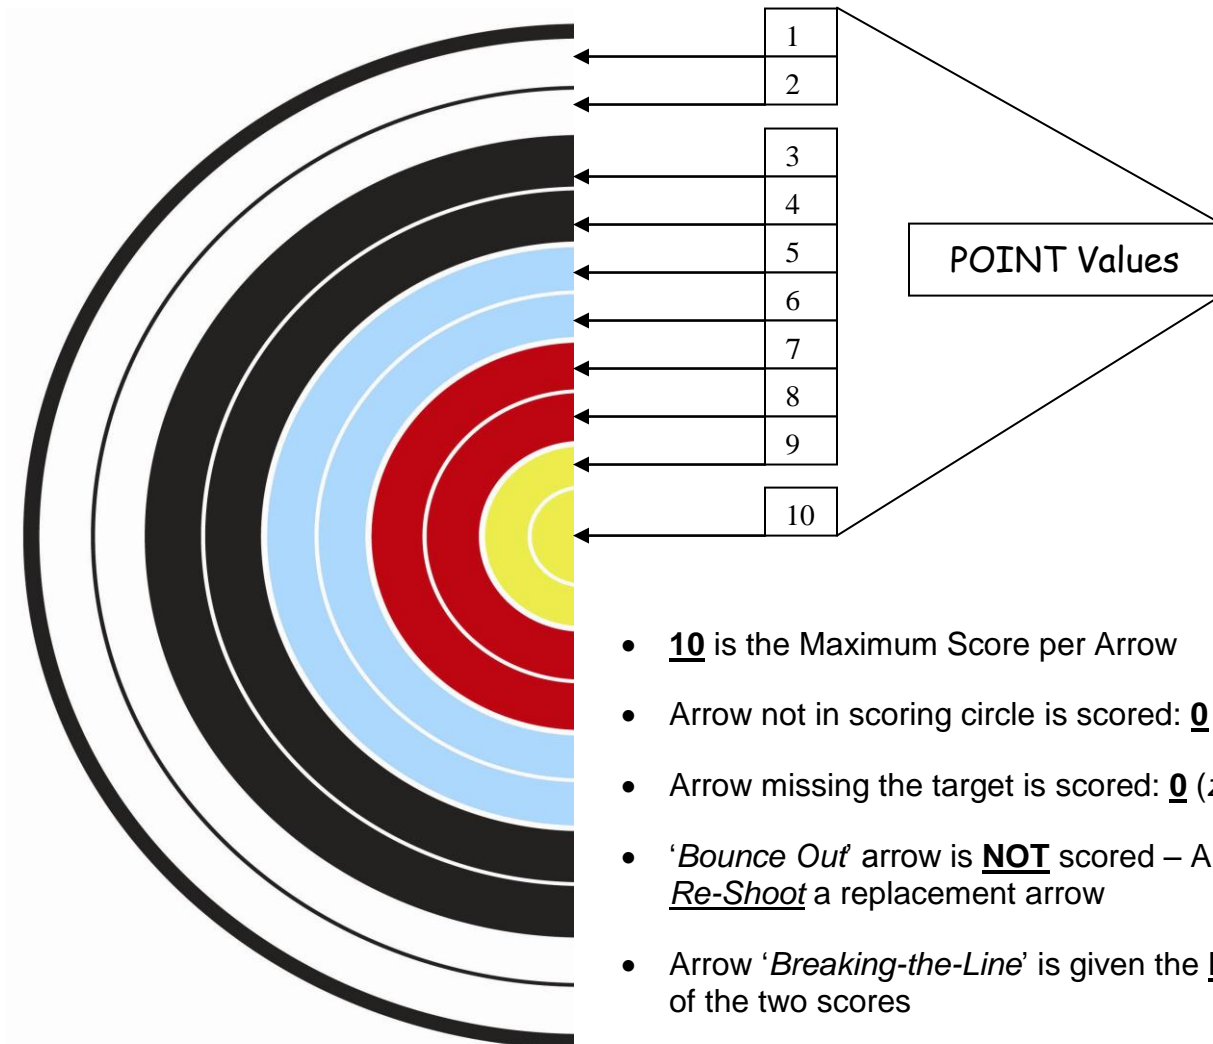 1
2
3
4
5
6
7
8
9
10
POINT Values
• 10 is the Maximum Score per Arrow
• Arrow not in scoring circle is scored: 0
• Arrow missing the target is scored: 0 (
• ‘Bounce Out’ arrow is NOT scored – A
Re-Shoot a replacement arrow
• Arrow ‘Breaking-the-Line’ is given the
of the two scores